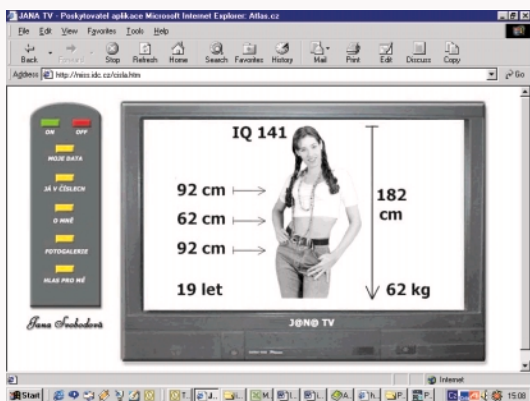 JANA TV - Poskytovatel aplikace Microsoft Internet Explorer: Atlas.cz
File Edit View Favorites Tools Help
Back Forward Stop Refresh Home Search Favorites History Mail Print Edit Discuss Copy
Address http://miss.idc.cz/cisla.htm Go
ON OFF
MOJE DATA
JÁ V ČÍSLECH
O MNĚ
FOTOGALERIE
HLAS PRO MĚ
Jana Svobodová
IQ 141
92 cm
62 cm
92 cm
182
cm
19 let
62 kg
J@N@ TV
Internet
Start
15:00